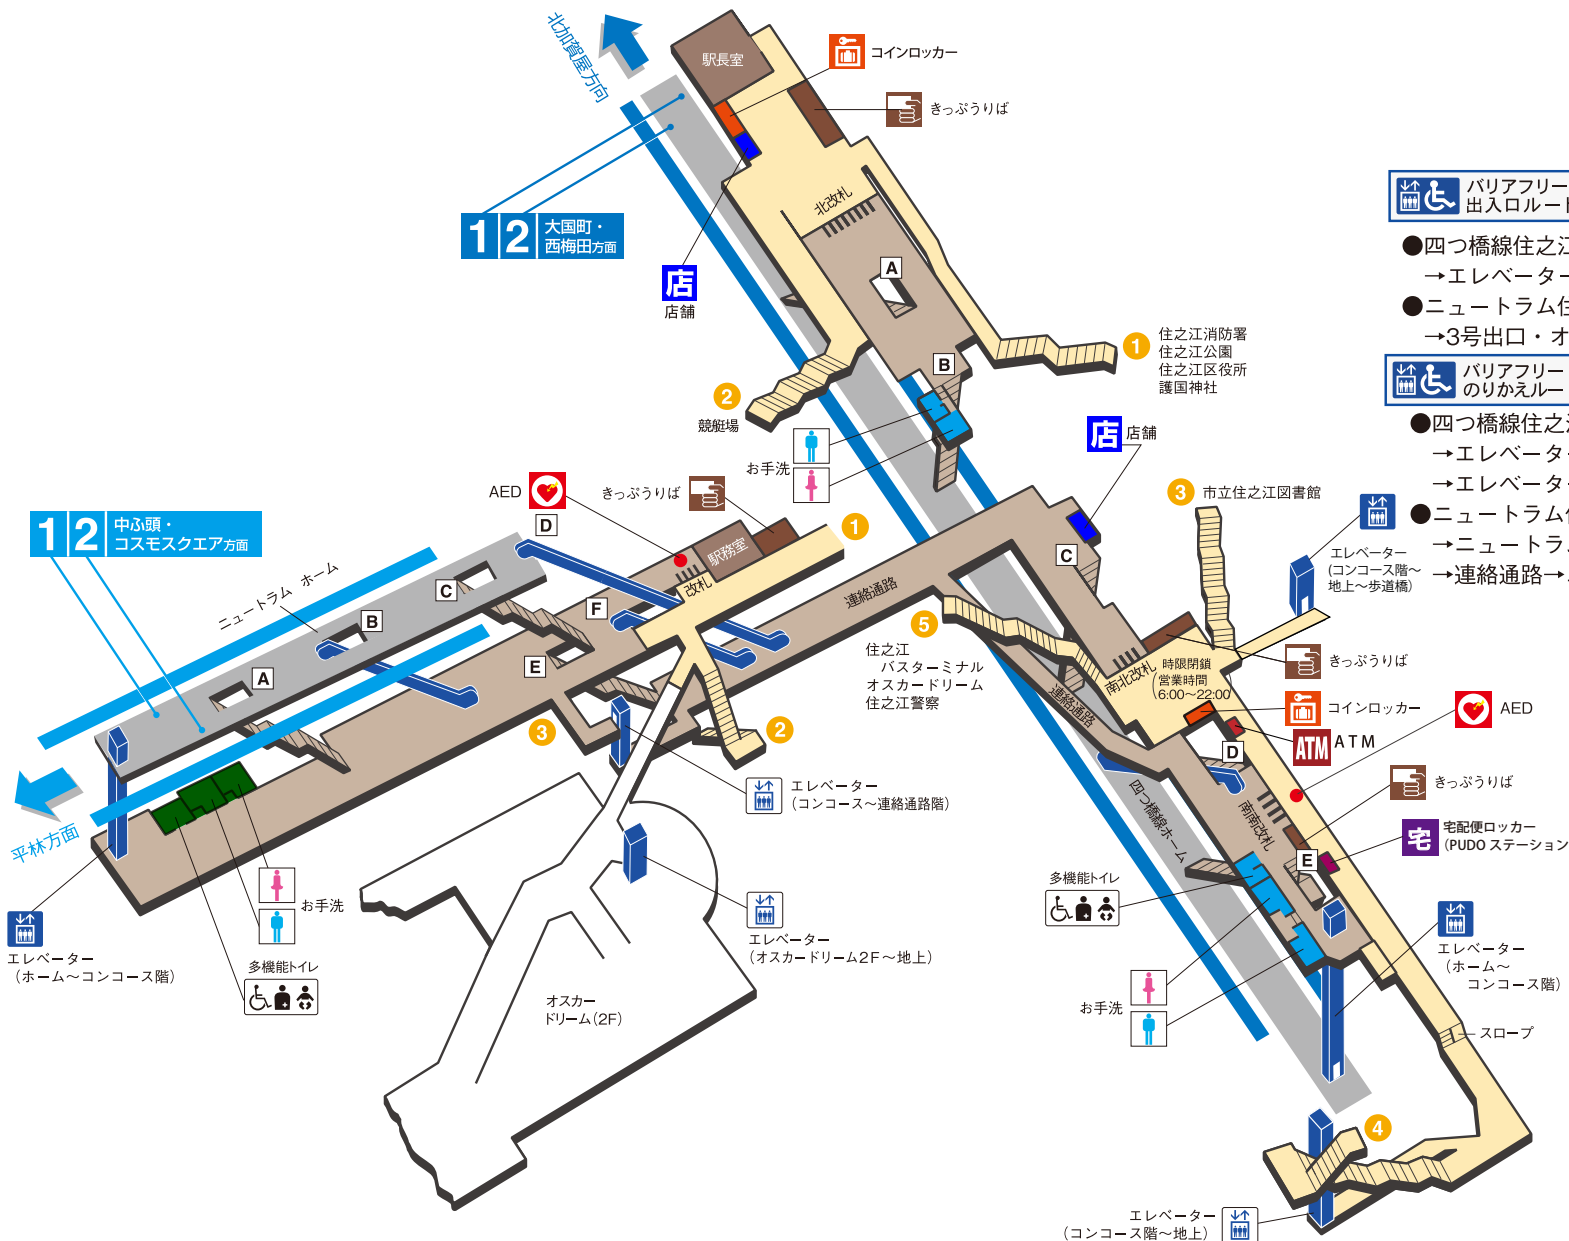 北加賀屋方向
駅長室
コインロッカー
きっぷうりば
1 2 大国町・
西梅田方面
店
店舗
北改札
A
B
1
住之江消防署
住之江公園
住之江区役所
護国神社
2
競艇場
お手洗
店 店舗
バリアフリー
出入口ルート
●四つ橋線住之江
→エレベーター
●ニュートラム住
→3号出口・オ
バリアフリー
のりかえルー
●四つ橋線住之江
→エレベーター
→エレベーター
●ニュートラム住
→ニュートラム
→連絡通路→
AED
きっぷうりば
1 2 中ふ頭・
コスモスクエア方面
D
駅務室
1
改札
ニュートラム ホーム
C
B
A
F
E
連絡通路
C
3 市立住之江図書館
エレベーター
(コンコース階～
地上～歩道橋)
5
住之江
バスターミナル
オスカードリーム
住之江警察
南北改札
時限閉鎖
営業時間
6:00～22:00
きっぷうりば
連絡通路
コインロッカー
AED
ATM ATM
D
3
2
エレベーター
(コンコース～連絡通路階)
きっぷうりば
南南改札
四つ橋線ホーム
宅 宅配便ロッカー
(PUDO ステーション
E
平林方面
お手洗
エレベーター
(ホーム～コンコース階)
多機能トイレ
エレベーター
(オスカードリーム2F～地上)
オスカー
ドリーム(2F)
多機能トイレ
お手洗
エレベーター
(ホーム～
コンコース階)
スロープ
4
エレベーター
(コンコース階～地上)